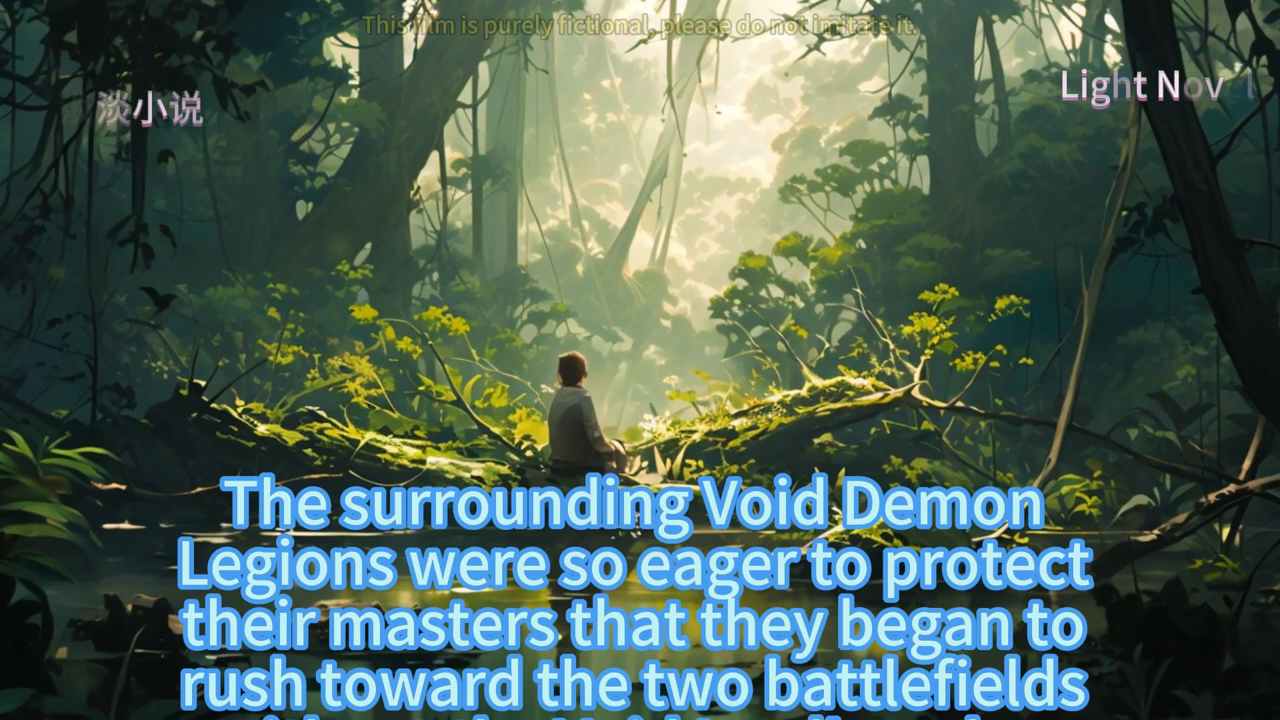 This film is purely fictional, please do not imitate it.
淡小说
Light Nov l
The surrounding Void Demon
Legions were so eager to protect
their masters that they began to
rush toward the two battlefields